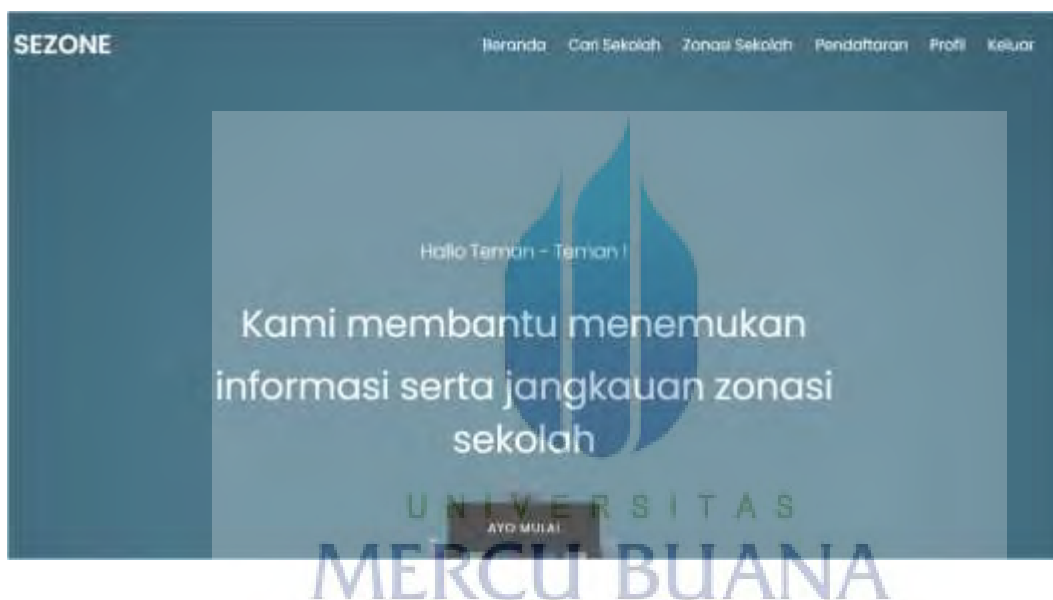 SEZONE
Beranda Cari Sekolah Zonasi Sekolah Pendaftaran Profil Keluar
Hallo Teman - Teman !
Kami membantu menemukan
informasi serta jangkauan zonasi
sekolah
UNIVERSITAS
AYO MULAI
MERCU BUANA